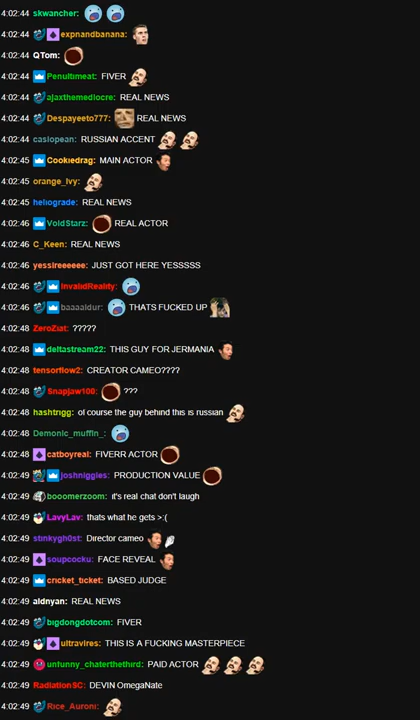 4:02:44 skwancher:
4:02:44 expnandbanana:
4:02:44 QTom:
4:02:44 Penultimeat: FIVER
4:02:44 ajaxthemediocre: REAL NEWS
4:02:44 Despayeeto777: REAL NEWS
4:02:44 casiopean: RUSSIAN ACCENT
4:02:45 Cookiedrag: MAIN ACTOR
4:02:45 orange_ivy:
4:02:45 heliograde: REAL NEWS
4:02:46 VoidStarz: REAL ACTOR
4:02:46 C_Keen: REAL NEWS
4:02:46 yessireeeeee: JUST GOT HERE YESSSSS
4:02:46 InvalidReality:
4:02:46 baaaaldur: THATS FUCKED UP
4:02:48 ZeroZiat: ?????
4:02:48 deltastream22: THIS GUY FOR JERMANIA
4:02:48 tensorflow2: CREATOR CAMEO????
4:02:48 Snapjaw100: ???
4:02:48 hashtrigg: of course the guy behind this is russian
4:02:48 Demonic_muffin_:
4:02:48 catboyreal: FIVERR ACTOR
4:02:49 joshniggles: PRODUCTION VALUE
4:02:49 booomerzoom: it's real chat don't laugh
4:02:49 LavyLav: thats what he gets >:(
4:02:49 stinkygh0st: Director cameo
4:02:49 soupcocku: FACE REVEAL
4:02:49 cricket_ticket: BASED JUDGE
4:02:49 aldnyan: REAL NEWS
4:02:49 bigdongdotcom: FIVER
4:02:49 ultravires: THIS IS A FUCKING MASTERPIECE
4:02:49 unfunny_chaterthethird: PAID ACTOR
4:02:49 RadiationSC: DEVIN OmegaNate
4:02:49 Rice_Auroni: